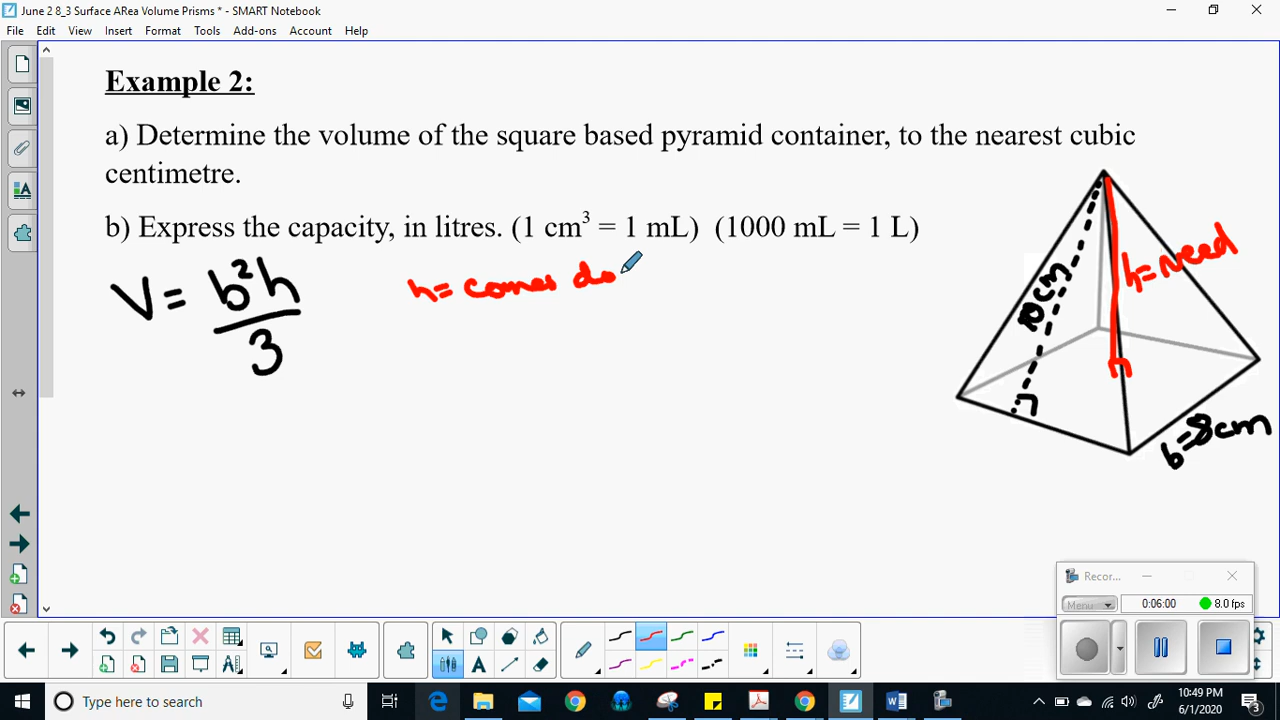 June 2 8_3 Surface ARea Volume Prisms * - SMART Notebook
File Edit View Insert Format Tools Add-ons Account Help
Example 2:
a) Determine the volume of the square based pyramid container, to the nearest cubic
centimetre.
b) Express the capacity, in litres. (1 cm³ = 1 mL) (1000 mL = 1 L)
V = b²h / 3
h= comes do
h= need
10cm
b=8cm
Recor...
Menu
0:06:00
8.0 fps
Type here to search
10:49 PM
6/1/2020
3